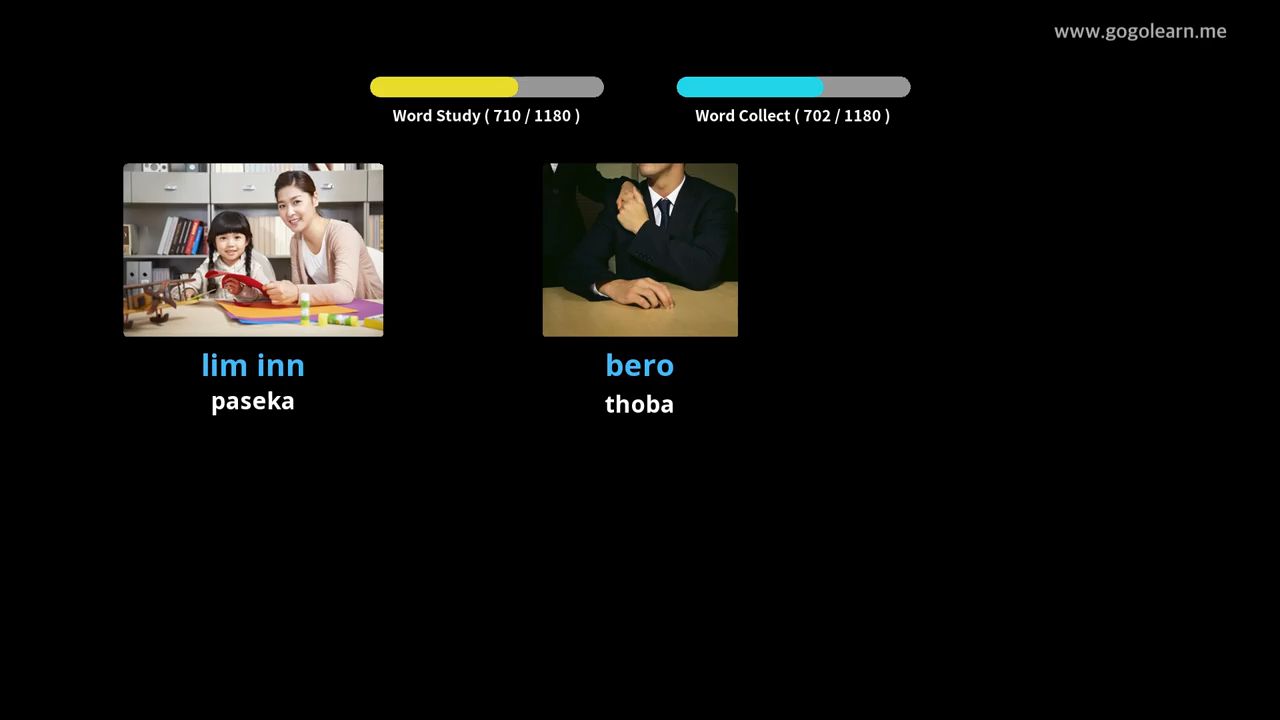 www.gogolearn.me
Word Study ( 710 / 1180 )
Word Collect ( 702 / 1180 )
lim inn
paseka
bero
thoba